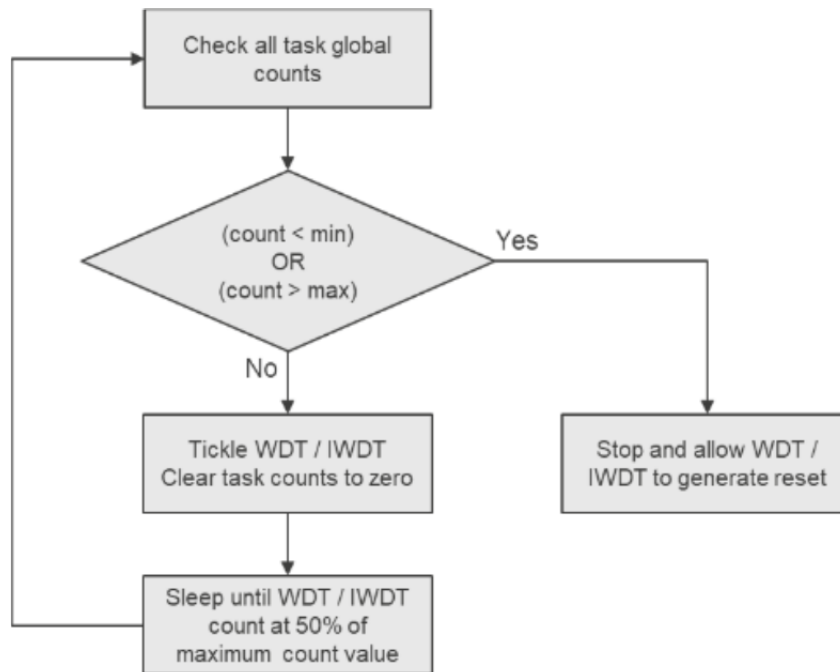 Check all task global
counts
(count < min)
OR
(count > max)
Yes
No
Tickle WDT / IWDT
Clear task counts to zero
Stop and allow WDT /
IWDT to generate reset
Sleep until WDT / IWDT
count at 50% of
maximum count value